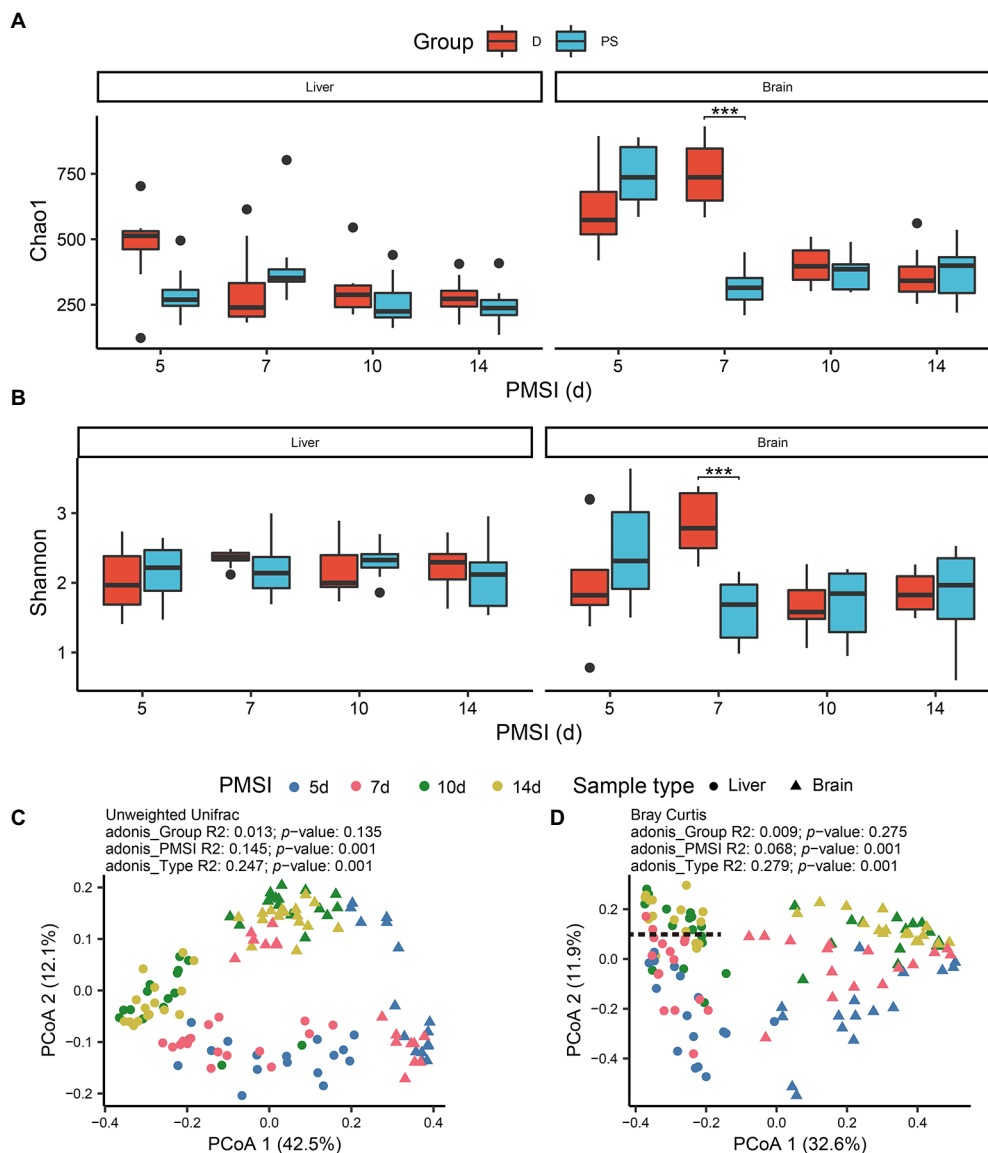 A
Group D PS
Liver Brain
***
750
500
250
Chao1
5 7 10 14 5 7 10 14
PMSI (d)
B
Liver Brain
***
3
2
1
Shannon
5 7 10 14 5 7 10 14
PMSI (d)
PMSI 5d 7d 10d 14d Sample type Liver Brain
C
Unweighted Unifrac
adonis_Group R2: 0.013; p-value: 0.135
adonis_PMSI R2: 0.145; p-value: 0.001
adonis_Type R2: 0.247; p-value: 0.001
0.2
0.1
0.0
−0.1
−0.2
PCoA 2 (12.1%)
−0.4 −0.2 0.0 0.2 0.4
PCoA 1 (42.5%)
D
Bray Curtis
adonis_Group R2: 0.009; p-value: 0.275
adonis_PMSI R2: 0.068; p-value: 0.001
adonis_Type R2: 0.279; p-value: 0.001
0.2
0.0
−0.2
−0.4
PCoA 2 (11.9%)
−0.4 −0.2 0.0 0.2 0.4
PCoA 1 (32.6%)